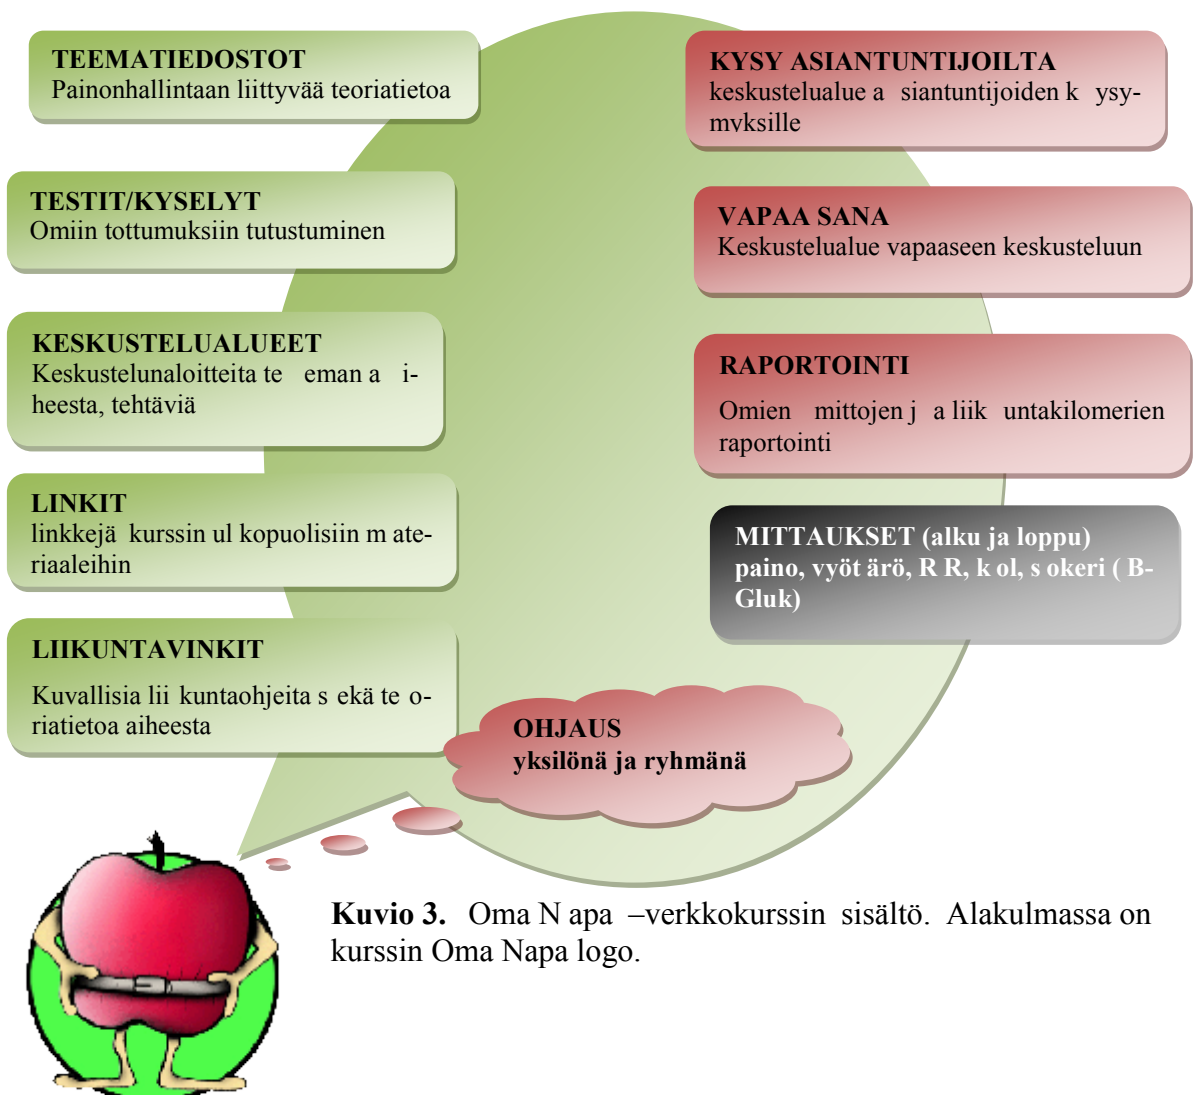 TEEMATIEDOSTOT
Painonhallintaan liittyvää teoriatietoa
TESTIT/KYSELYT
Omiin tottumuksiin tutustuminen
KESKUSTELUALUEET
Keskustelunaloitteita te eman a i-
heesta, tehtäviä
LINKIT
linkkejä kurssin ul kopuolisiin m ate-
riaaleihin
LIIKUNTAVINKIT
Kuvallisia lii kuntaohjeita s ekä te o-
riatietoa aiheesta
KYSY ASIANTUNTIJOILTA
keskustelualue a siantuntijoiden k ysy-
myksille
VAPAA SANA
Keskustelualue vapaaseen keskusteluun
RAPORTOINTI
Omien mittojen j a liik untakilomerien
raportointi
MITTAUKSET (alku ja loppu)
paino, vyöt ärö, R R, k ol, s okeri ( B-
Gluk)
OHJAUS
yksilönä ja ryhmänä
Kuvio 3. Oma N apa –verkkokurssin sisältö. Alakulmassa on
kurssin Oma Napa logo.